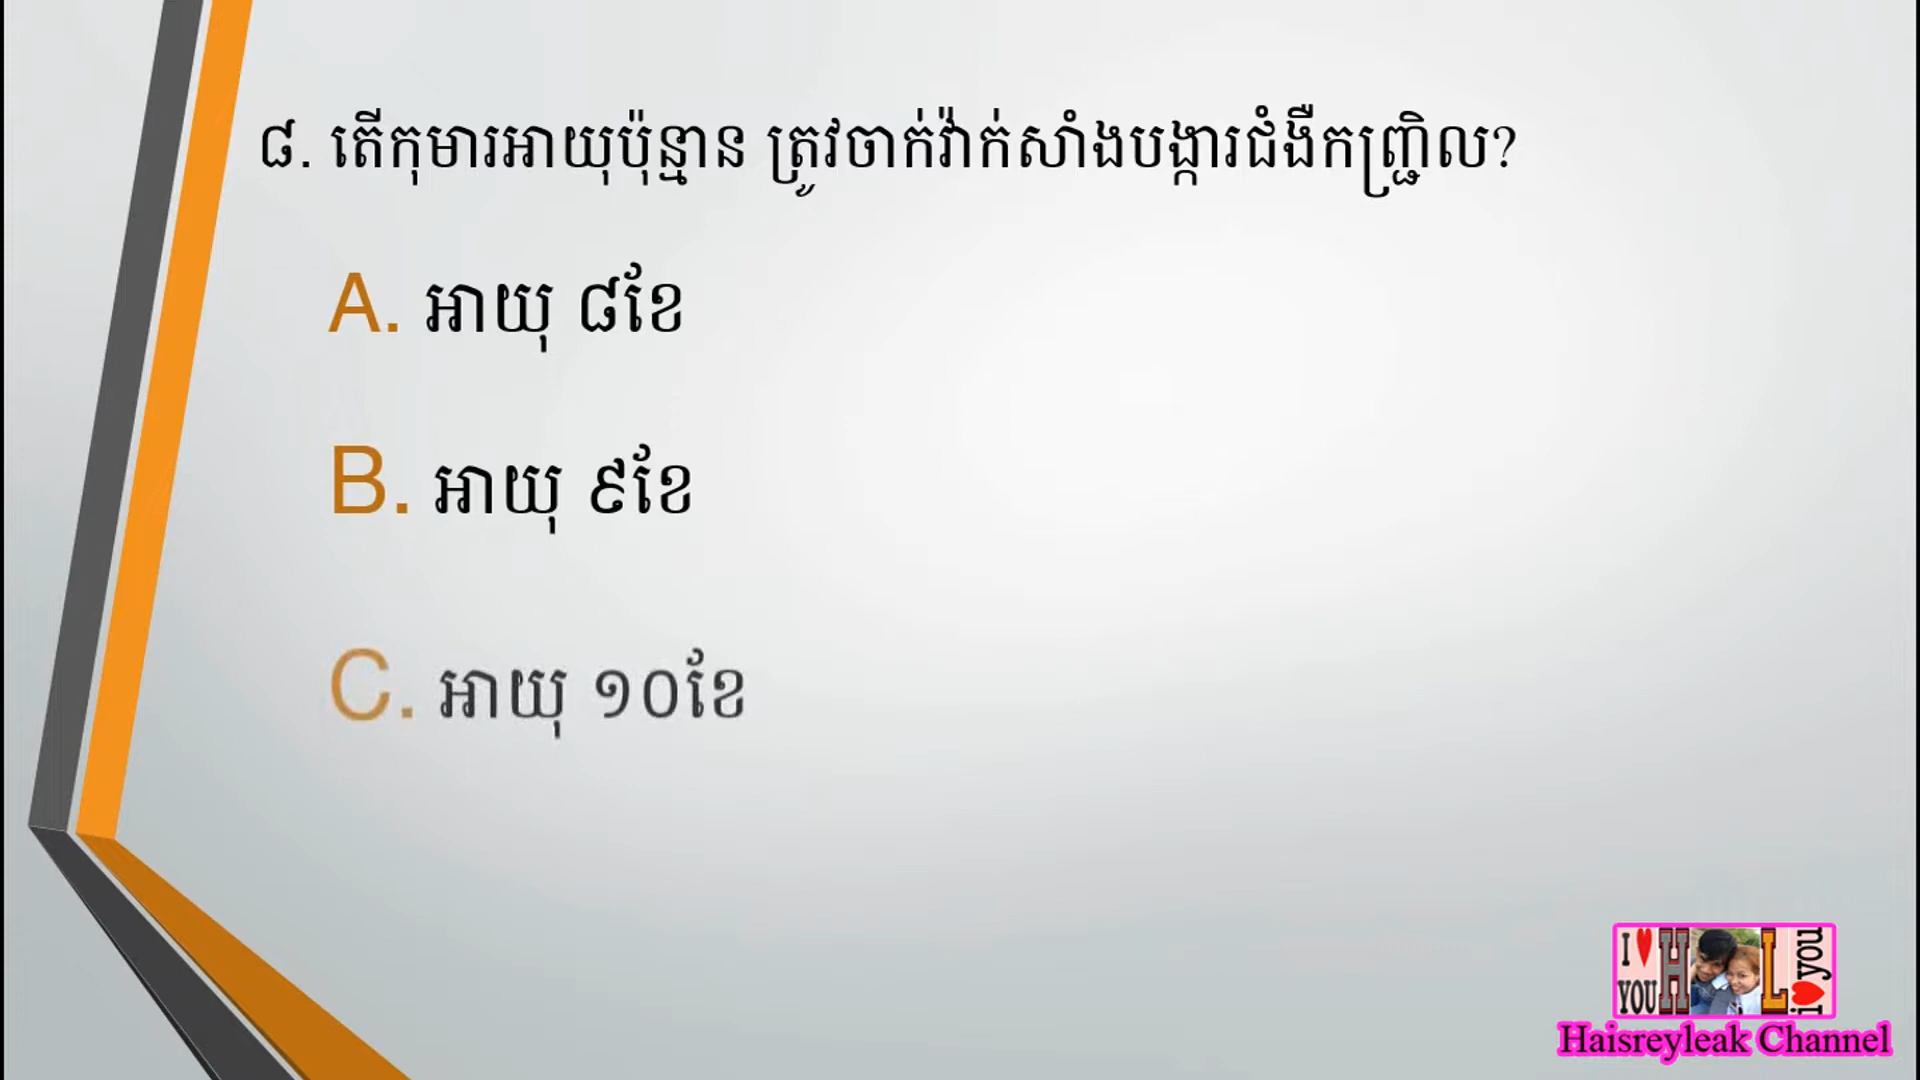 ៨. តើកុមារអាយុប៉ុន្មាន ត្រូវចាក់វ៉ាក់សាំងបង្ការជំងឺកញ្ជ្រិល?
A. អាយុ ៨ខែ
B. អាយុ ៩ខែ
C. អាយុ ១០ខែ
I ♥ YOU
H L
i ♥ you
Haisreyleak Channel